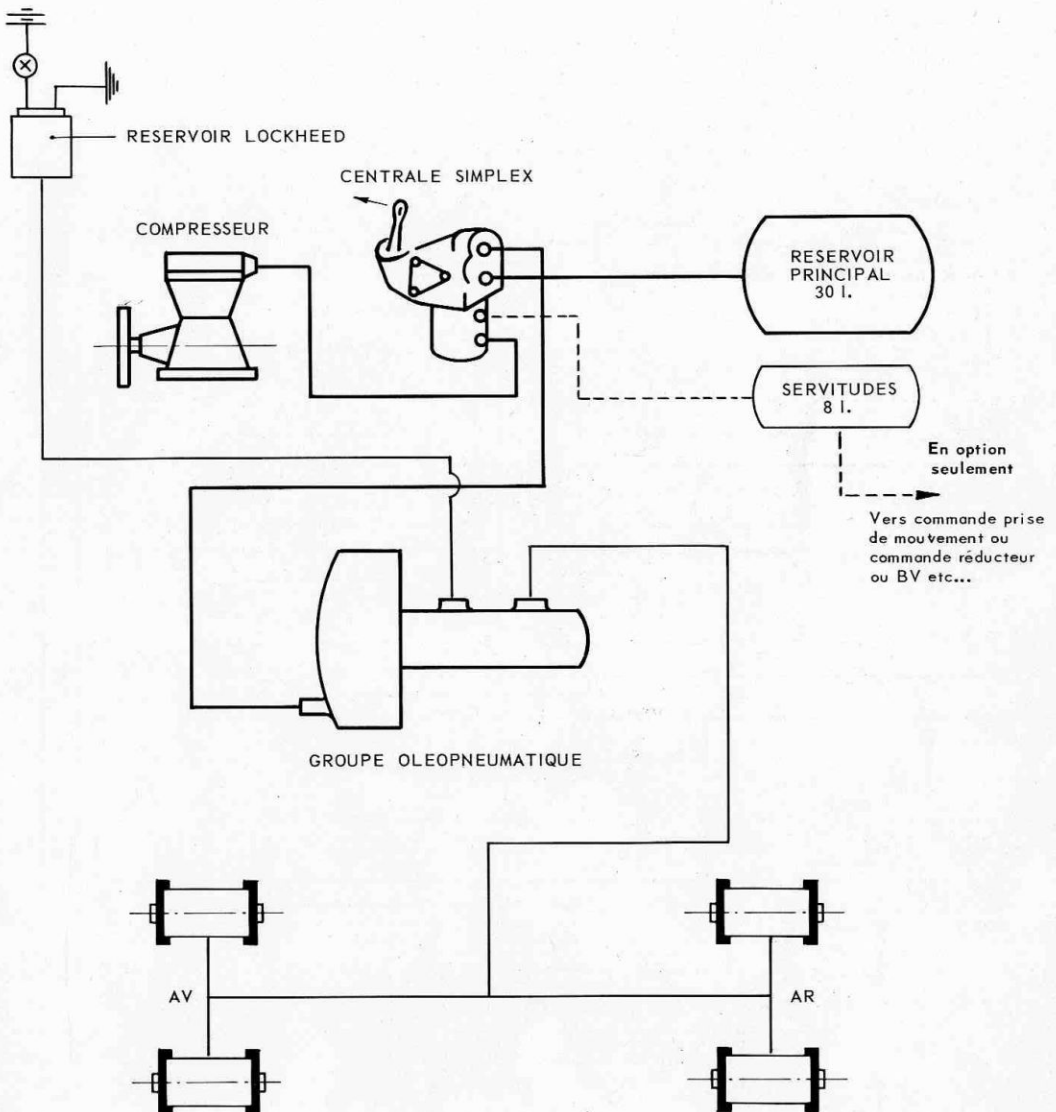 RESERVOIR LOCKHEED
CENTRALE SIMPLEX
COMPRESSEUR
RESERVOIR
PRINCIPAL
30 l.
SERVITUDES
8 l.
En option
seulement
Vers commande prise
de mouvement ou
commande réducteur
ou BV etc...
GROUPE OLEOPNEUMATIQUE
AV
AR